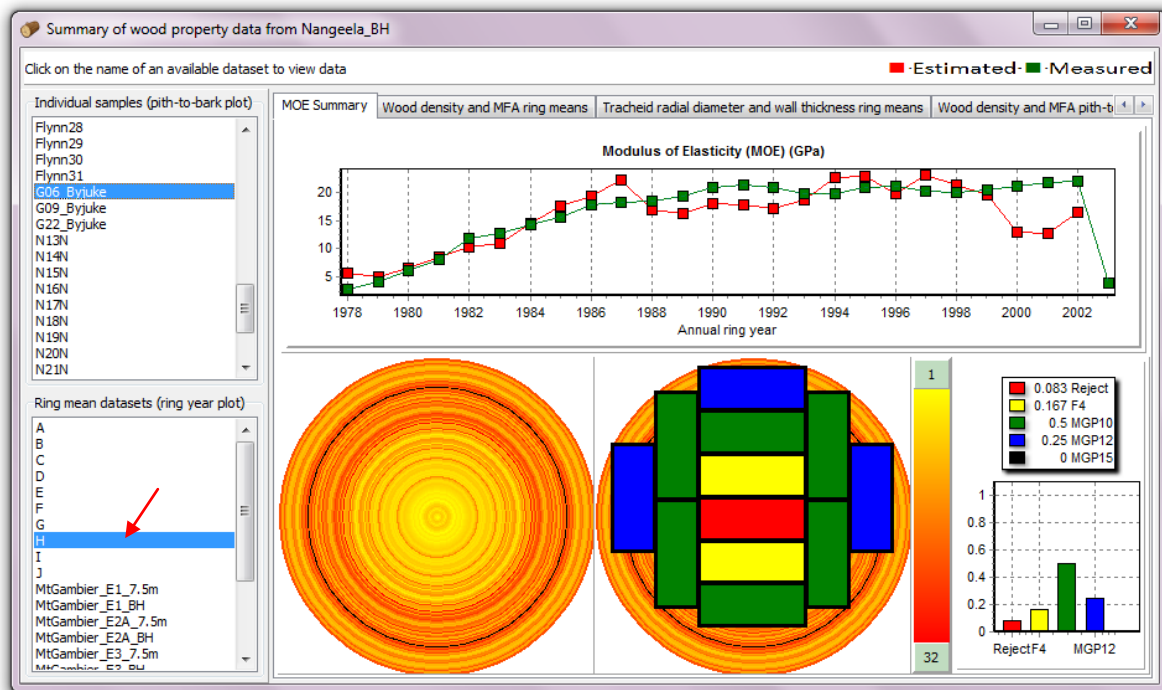 Summary of wood property data from Nangeela_BH
Click on the name of an available dataset to view data
Estimated· ·Measured
Individual samples (pith-to-bark plot)
Flynn28
Flynn29
Flynn30
Flynn31
G06_Byjuke
G09_Byjuke
G22_Byjuke
N13N
N14N
N15N
N16N
N17N
N18N
N19N
N20N
N21N
Ring mean datasets (ring year plot)
A
B
C
D
E
F
G
H
I
J
MtGambier_E1_7.5m
MtGambier_E1_BH
MtGambier_E2A_7.5m
MtGambier_E2A_BH
MtGambier_E3_7.5m
MtGambier_E3_BH
MOE Summary
Wood density and MFA ring means
Tracheid radial diameter and wall thickness ring means
Wood density and MFA pith-t
Modulus of Elasticity (MOE) (GPa)
20
15
10
5
1978 1980 1982 1984 1986 1988 1990 1992 1994 1996 1998 2000 2002
Annual ring year
1
32
0.083 Reject
0.167 F4
0.5 MGP10
0.25 MGP12
0 MGP15
1
0.8
0.6
0.4
0.2
0
Reject F4 MGP12